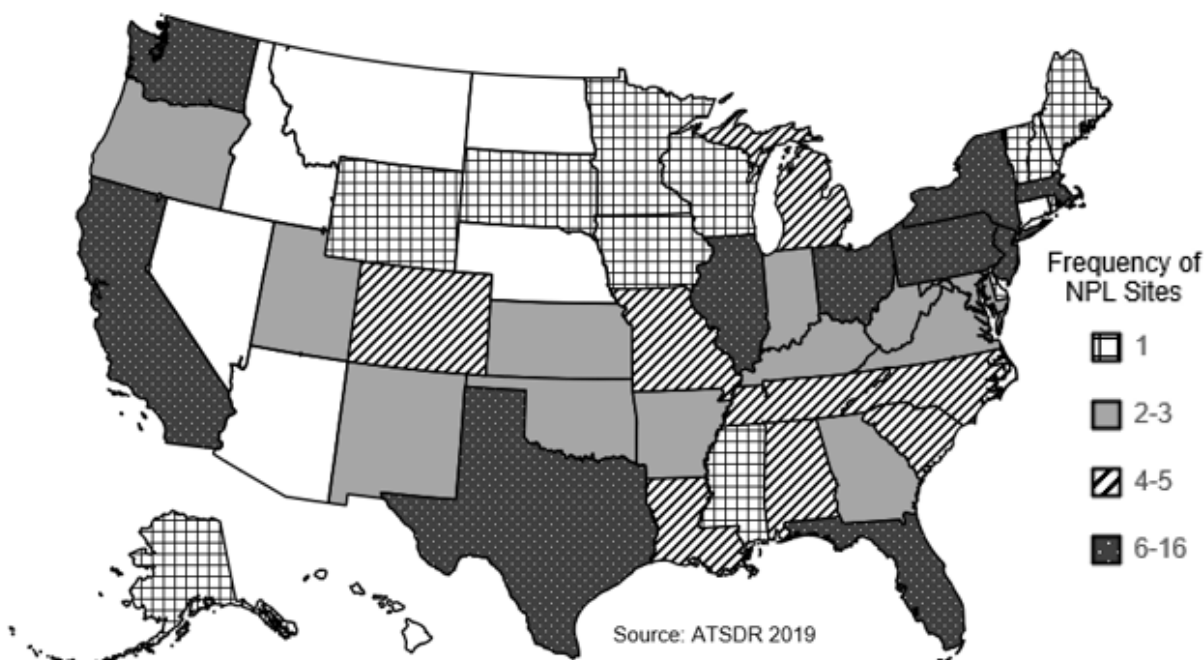 Frequency of
NPL Sites
1
2-3
4-5
6-16
Source: ATSDR 2019